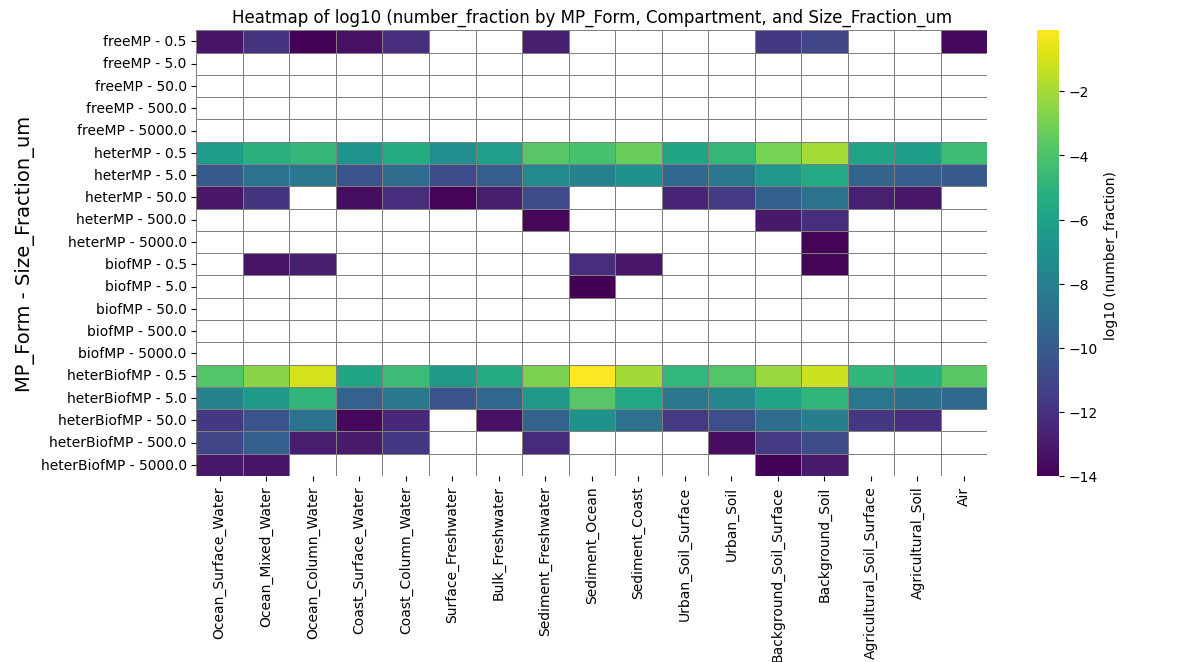 Heatmap of log10 (number_fraction by MP_Form, Compartment, and Size_Fraction_um
MP_Form - Size_Fraction_um
freeMP - 0.5
freeMP - 5.0
freeMP - 50.0
freeMP - 500.0
freeMP - 5000.0
heterMP - 0.5
heterMP - 5.0
heterMP - 50.0
heterMP - 500.0
heterMP - 5000.0
biofMP - 0.5
biofMP - 5.0
biofMP - 50.0
biofMP - 500.0
biofMP - 5000.0
heterBiofMP - 0.5
heterBiofMP - 5.0
heterBiofMP - 50.0
heterBiofMP - 500.0
heterBiofMP - 5000.0
Ocean_Surface_Water
Ocean_Mixed_Water
Ocean_Column_Water
Coast_Surface_Water
Coast_Column_Water
Surface_Freshwater
Bulk_Freshwater
Sediment_Freshwater
Sediment_Ocean
Sediment_Coast
Urban_Soil_Surface
Urban_Soil
Background_Soil_Surface
Background_Soil
Agricultural_Soil_Surface
Agricultural_Soil
Air
−2
−4
−6
−8
−10
−12
−14
log10 (number_fraction)